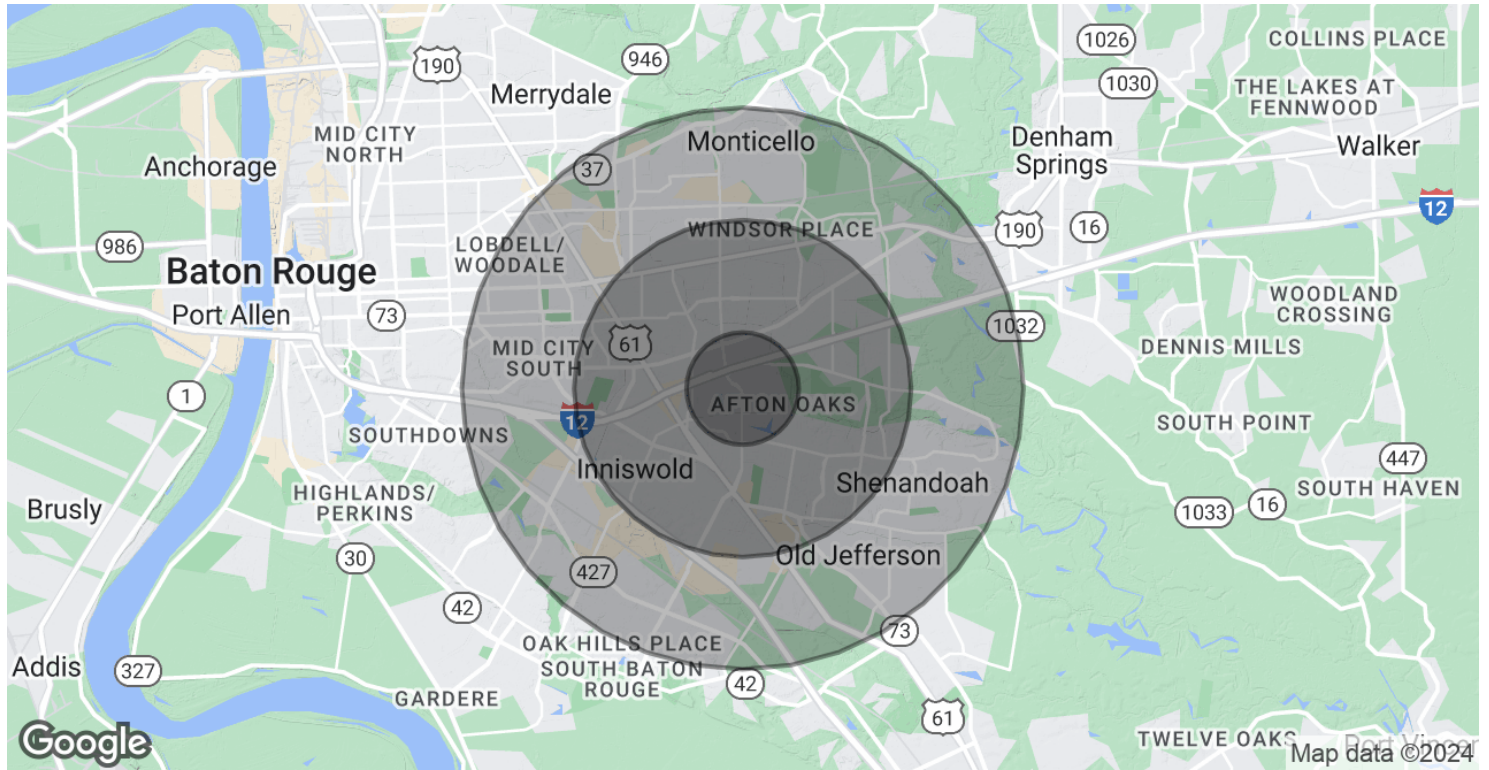 1026
COLLINS PLACE
946
190
1030
Merrydale
THE LAKES AT
FENNWOOD
MID CITY
NORTH
Monticello
Denham
Springs
Walker
Anchorage
37
12
986
LOBDELL/
WOODALE
WINDSOR PLACE
190
16
Baton Rouge
Port Allen
73
WOODLAND
CROSSING
61
1032
MID CITY
SOUTH
DENNIS MILLS
1
AFTON OAKS
12
SOUTHDOWNS
SOUTH POINT
Inniswold
Shenandoah
447
SOUTH HAVEN
HIGHLANDS/
PERKINS
Brusly
16
1033
30
427
Old Jefferson
42
73
OAK HILLS PLACE
SOUTH BATON
ROUGE
Addis
327
GARDERE
42
61
Google
TWELVE OAKS
Map data ©2024